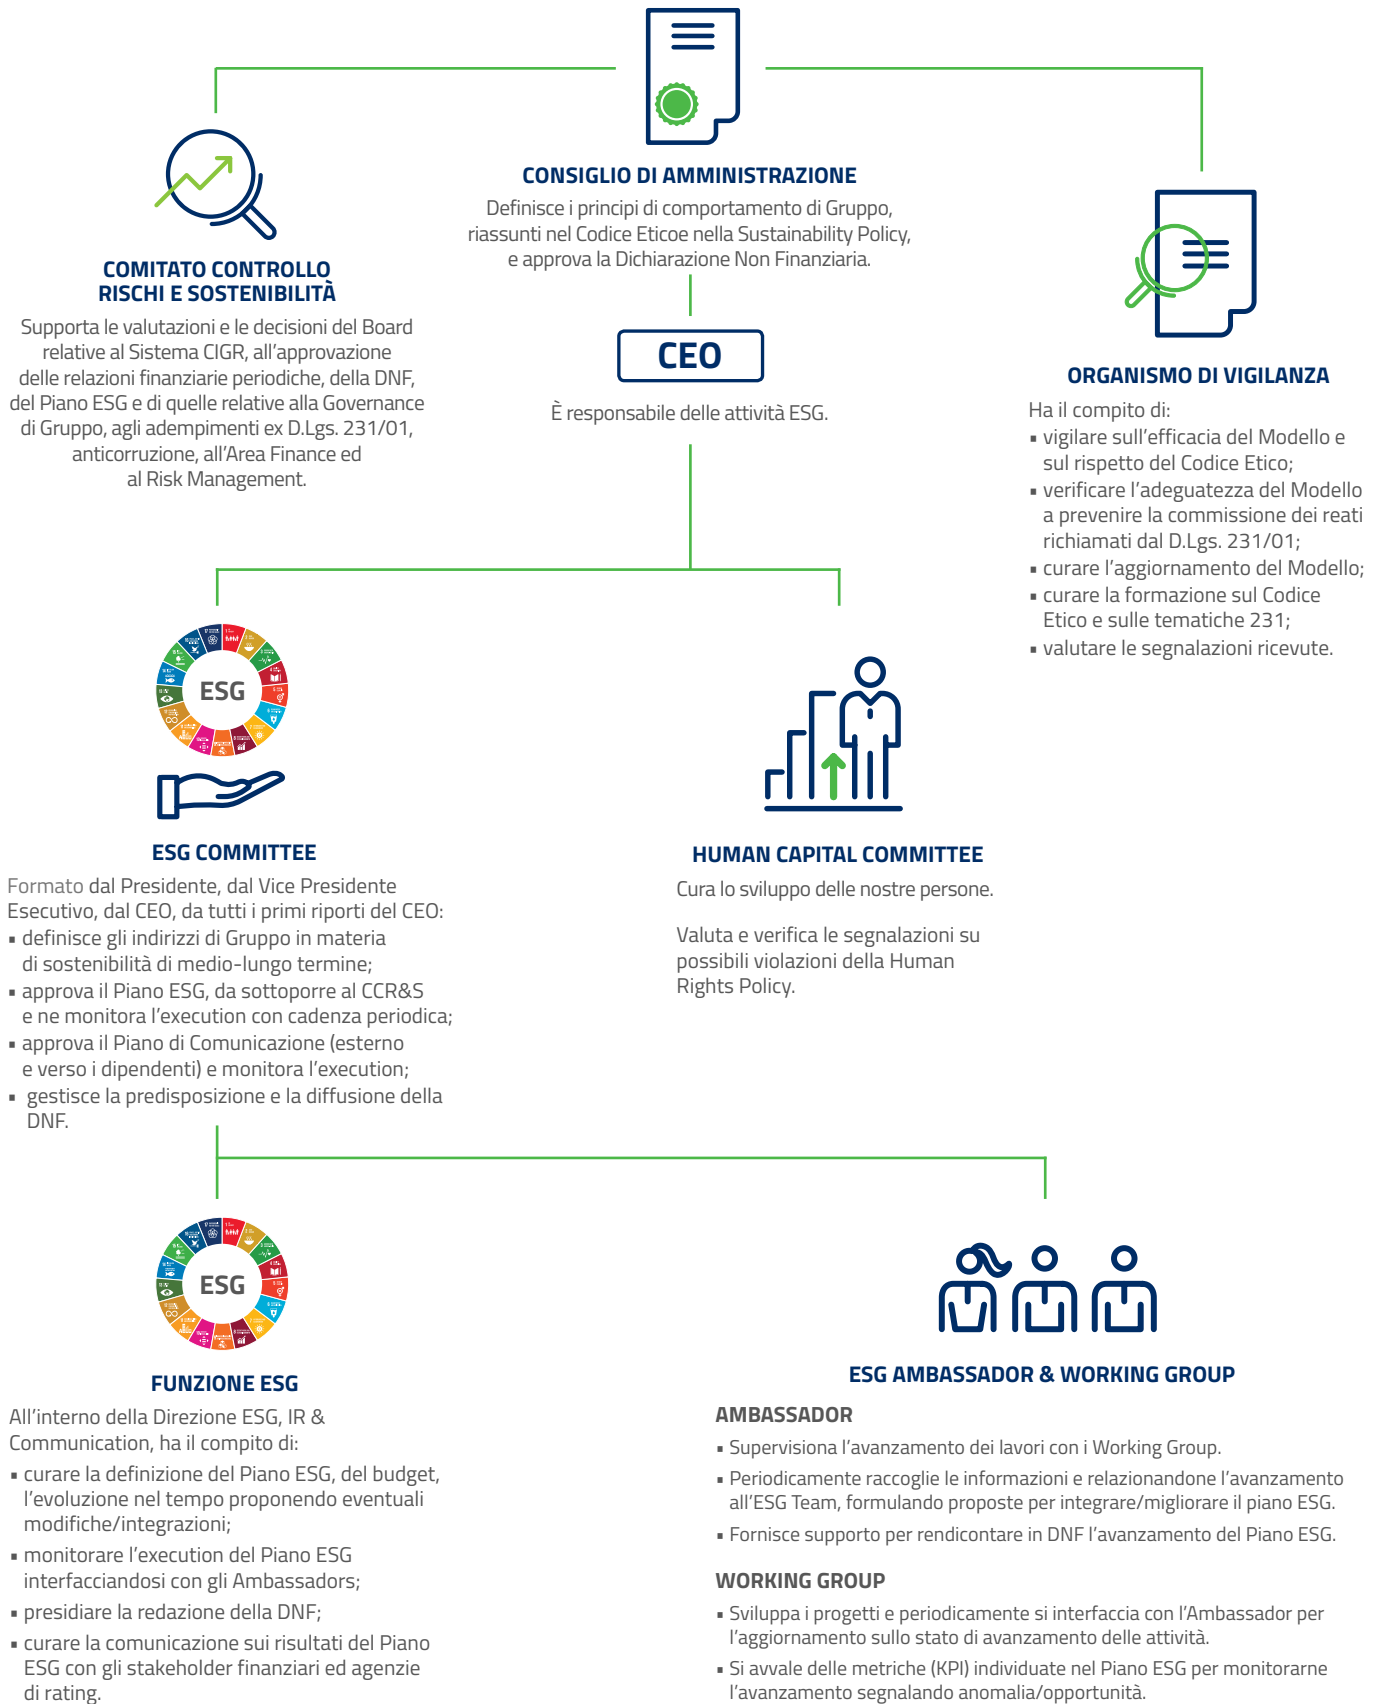 CONSIGLIO DI AMMINISTRAZIONE
Definisce i principi di comportamento di Gruppo,
riassunti nel Codice Eticoe nella Sustainability Policy,
e approva la Dichiarazione Non Finanziaria.
COMITATO CONTROLLO
RISCHI E SOSTENIBILITÀ
Supporta le valutazioni e le decisioni del Board
relative al Sistema CIGR, all’approvazione
delle relazioni finanziarie periodiche, della DNF,
del Piano ESG e di quelle relative alla Governance
di Gruppo, agli adempimenti ex D.Lgs. 231/01,
anticorruzione, all’Area Finance ed
al Risk Management.
CEO
È responsabile delle attività ESG.
ORGANISMO DI VIGILANZA
Ha il compito di:
▪ vigilare sull’efficacia del Modello e
sul rispetto del Codice Etico;
▪ verificare l’adeguatezza del Modello
a prevenire la commissione dei reati
richiamati dal D.Lgs. 231/01;
▪ curare l’aggiornamento del Modello;
▪ curare la formazione sul Codice
Etico e sulle tematiche 231;
▪ valutare le segnalazioni ricevute.
ESG
ESG COMMITTEE
Formato dal Presidente, dal Vice Presidente
Esecutivo, dal CEO, da tutti i primi riporti del CEO:
▪ definisce gli indirizzi di Gruppo in materia
di sostenibilità di medio-lungo termine;
▪ approva il Piano ESG, da sottoporre al CCR&S
e ne monitora l’execution con cadenza periodica;
▪ approva il Piano di Comunicazione (esterno
e verso i dipendenti) e monitora l’execution;
▪ gestisce la predisposizione e la diffusione della
DNF.
HUMAN CAPITAL COMMITTEE
Cura lo sviluppo delle nostre persone.
Valuta e verifica le segnalazioni su
possibili violazioni della Human
Rights Policy.
ESG
FUNZIONE ESG
All’interno della Direzione ESG, IR &
Communication, ha il compito di:
▪ curare la definizione del Piano ESG, del budget,
l’evoluzione nel tempo proponendo eventuali
modifiche/integrazioni;
▪ monitorare l’execution del Piano ESG
interfacciandosi con gli Ambassadors;
▪ presidiare la redazione della DNF;
▪ curare la comunicazione sui risultati del Piano
ESG con gli stakeholder finanziari ed agenzie
di rating.
ESG AMBASSADOR & WORKING GROUP
AMBASSADOR
▪ Supervisiona l’avanzamento dei lavori con i Working Group.
▪ Periodicamente raccoglie le informazioni e relazionandone l’avanzamento
all’ESG Team, formulando proposte per integrare/migliorare il piano ESG.
▪ Fornisce supporto per rendicontare in DNF l’avanzamento del Piano ESG.
WORKING GROUP
▪ Sviluppa i progetti e periodicamente si interfaccia con l’Ambassador per
l’aggiornamento sullo stato di avanzamento delle attività.
▪ Si avvale delle metriche (KPI) individuate nel Piano ESG per monitorarne
l’avanzamento segnalando anomalia/opportunità.